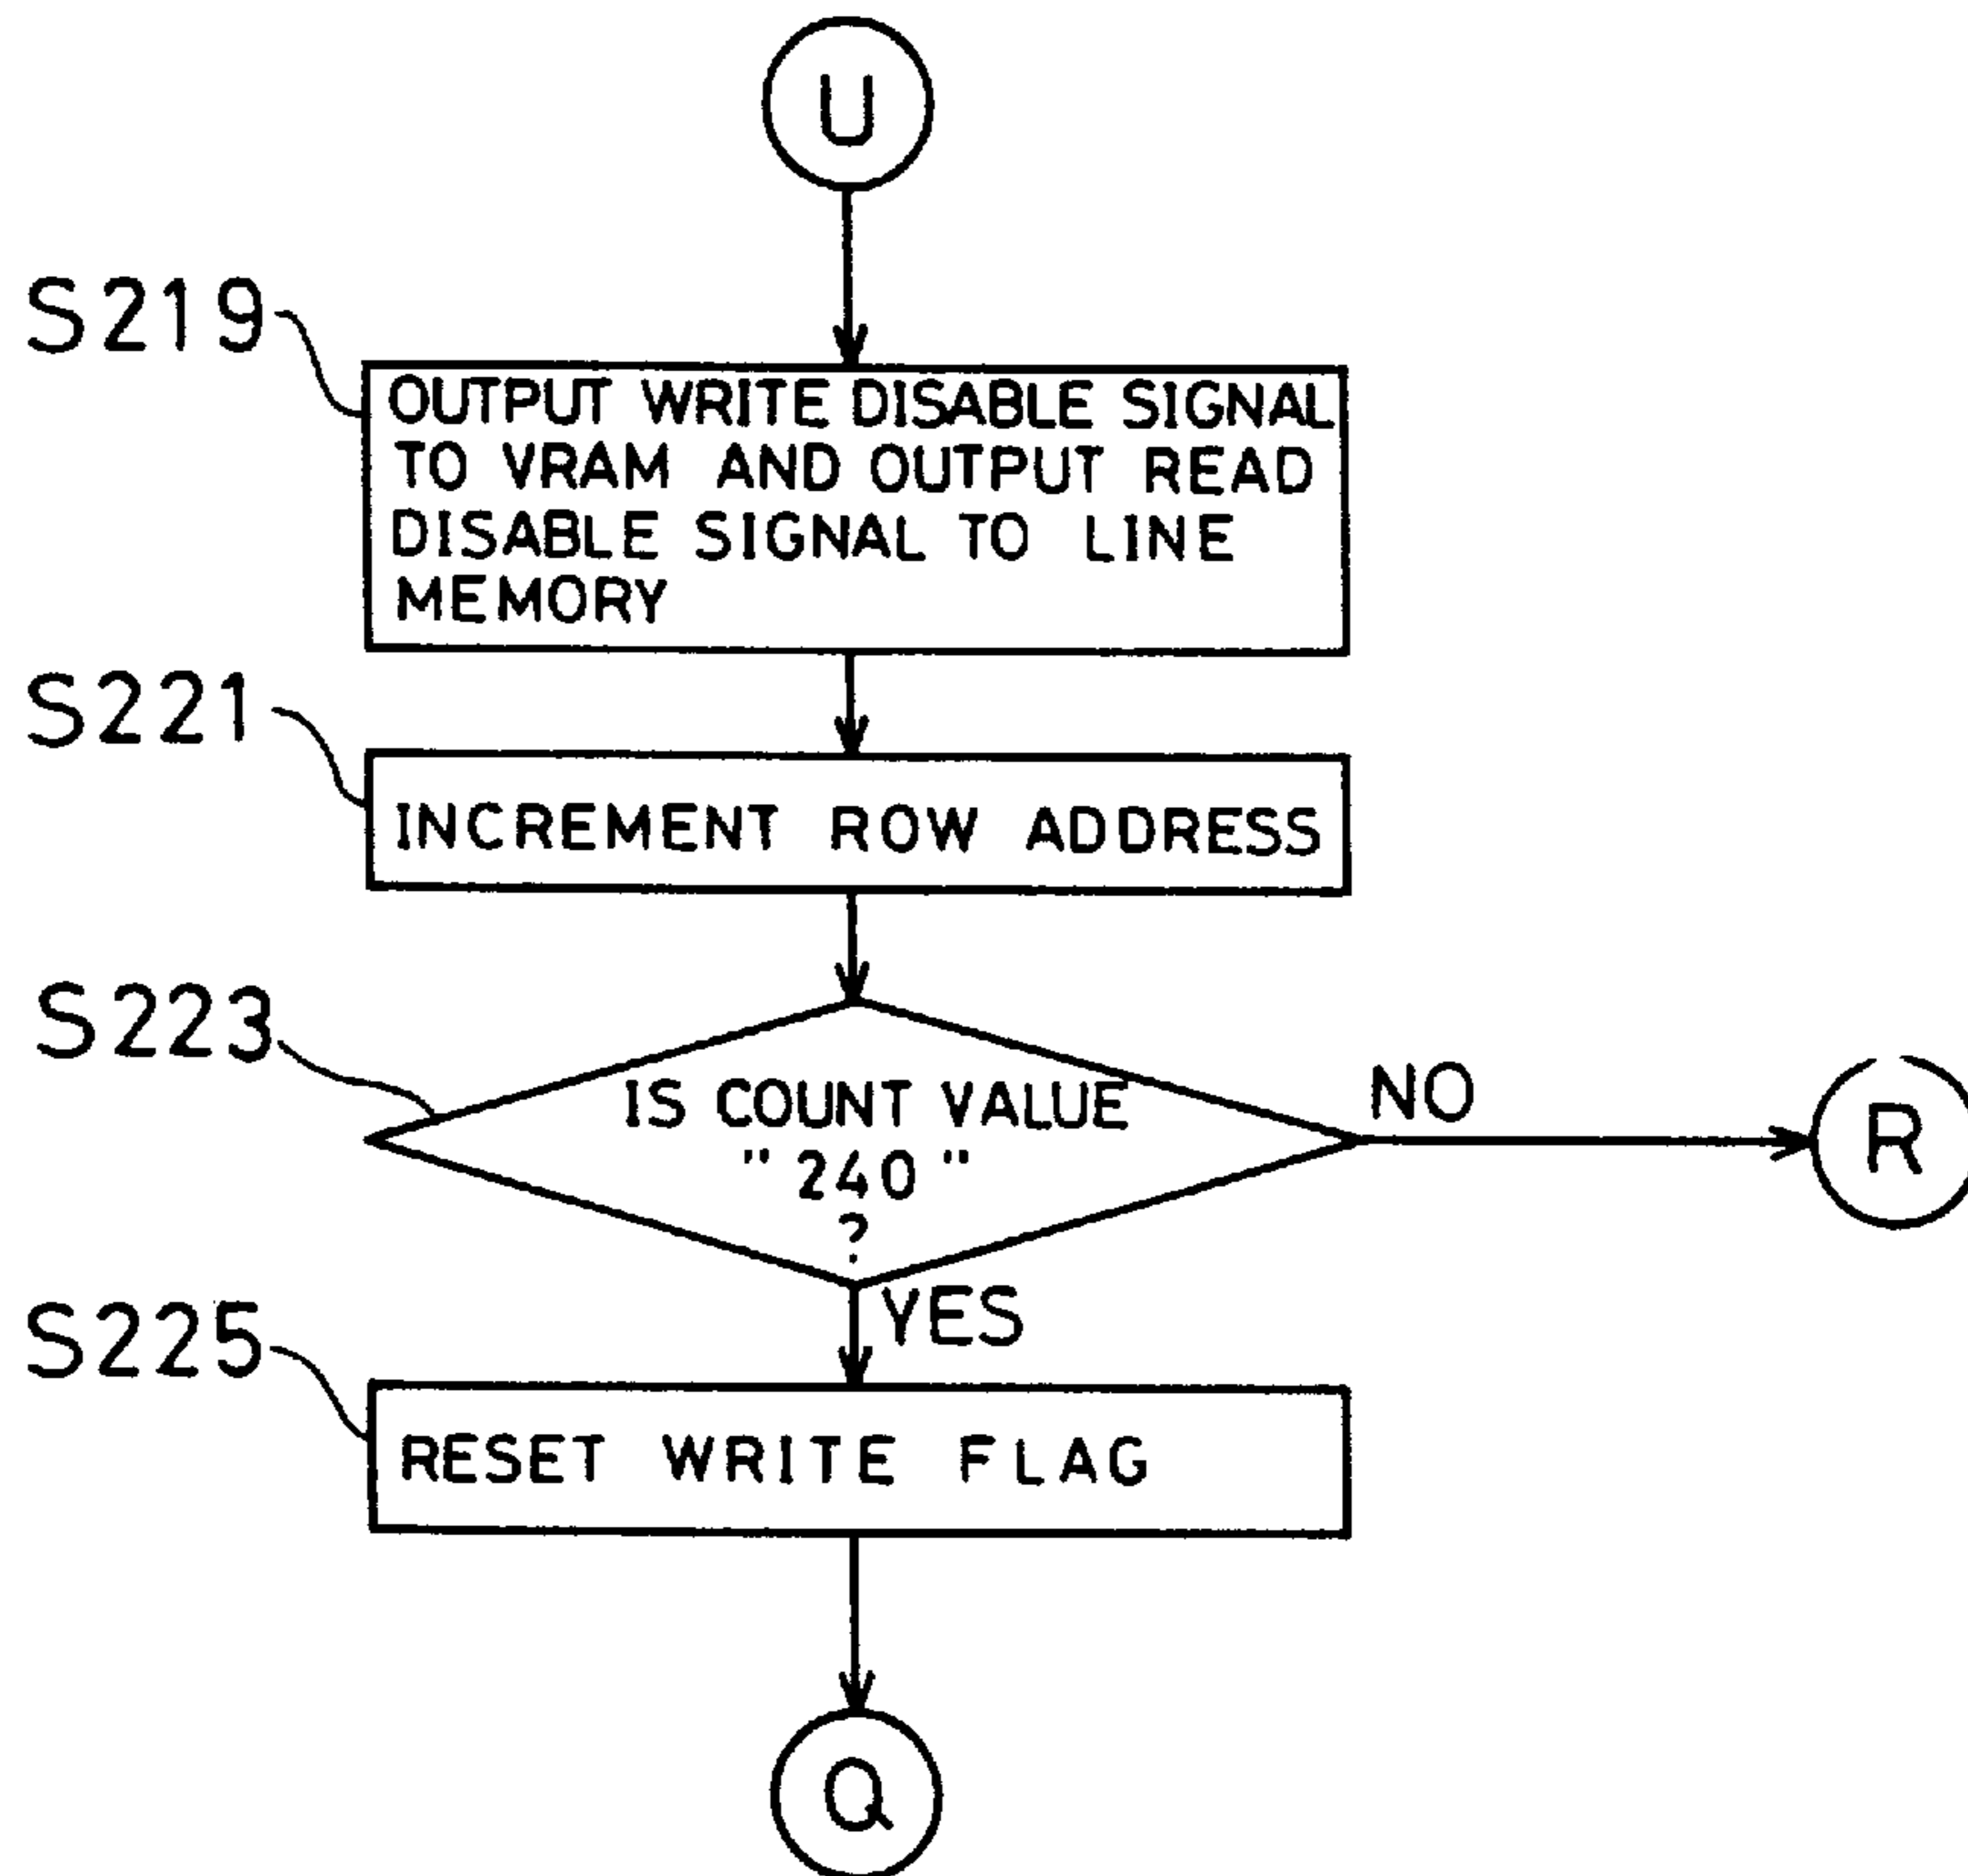 U
S219
OUTPUT WRITE DISABLE SIGNAL
TO VRAM AND OUTPUT READ
DISABLE SIGNAL TO LINE
MEMORY
S221
INCREMENT ROW ADDRESS
S223
IS COUNT VALUE
"240"
?
NO
R
YES
S225
RESET WRITE FLAG
Q